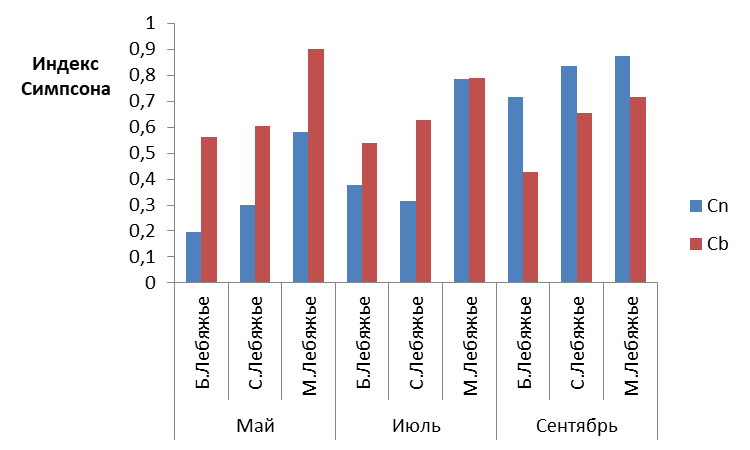 Индекс
Симпсона
1
0,9
0,8
0,7
0,6
0,5
0,4
0,3
0,2
0,1
0
Б.Лебяжье
С.Лебяжье
М.Лебяжье
Б.Лебяжье
С.Лебяжье
М.Лебяжье
Б.Лебяжье
С.Лебяжье
М.Лебяжье
Май
Июль
Сентябрь
Cn
Cb